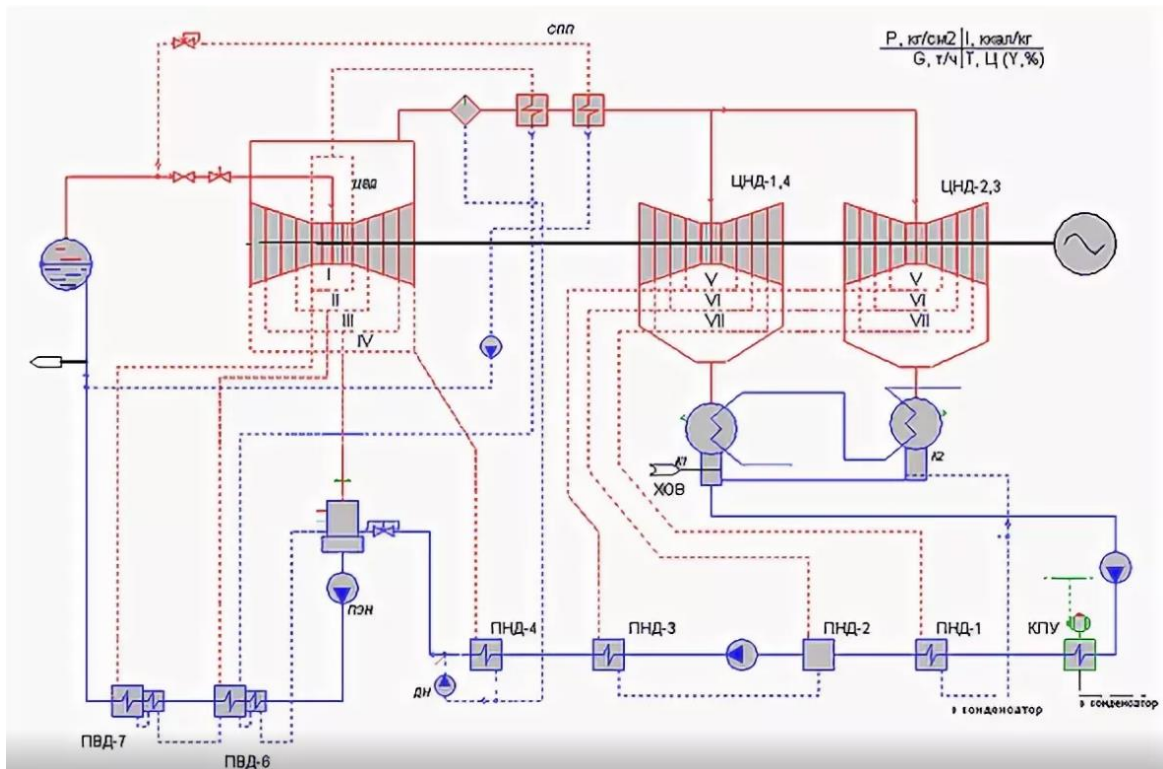 спп
P, кг/см2 I, ккал/кг
G, т/ч T, Ц (Y,%)
цвд
ЦНД-1,4
ЦНД-2,3
I
II
III
IV
V
VI
VII
V
VI
VII
К1
К2
ХОВ
пэн
ПНД-4
ПНД-3
ПНД-2
ПНД-1
КПУ
дн
в конденсатор
в конденсатор
ПВД-7
ПВД-6